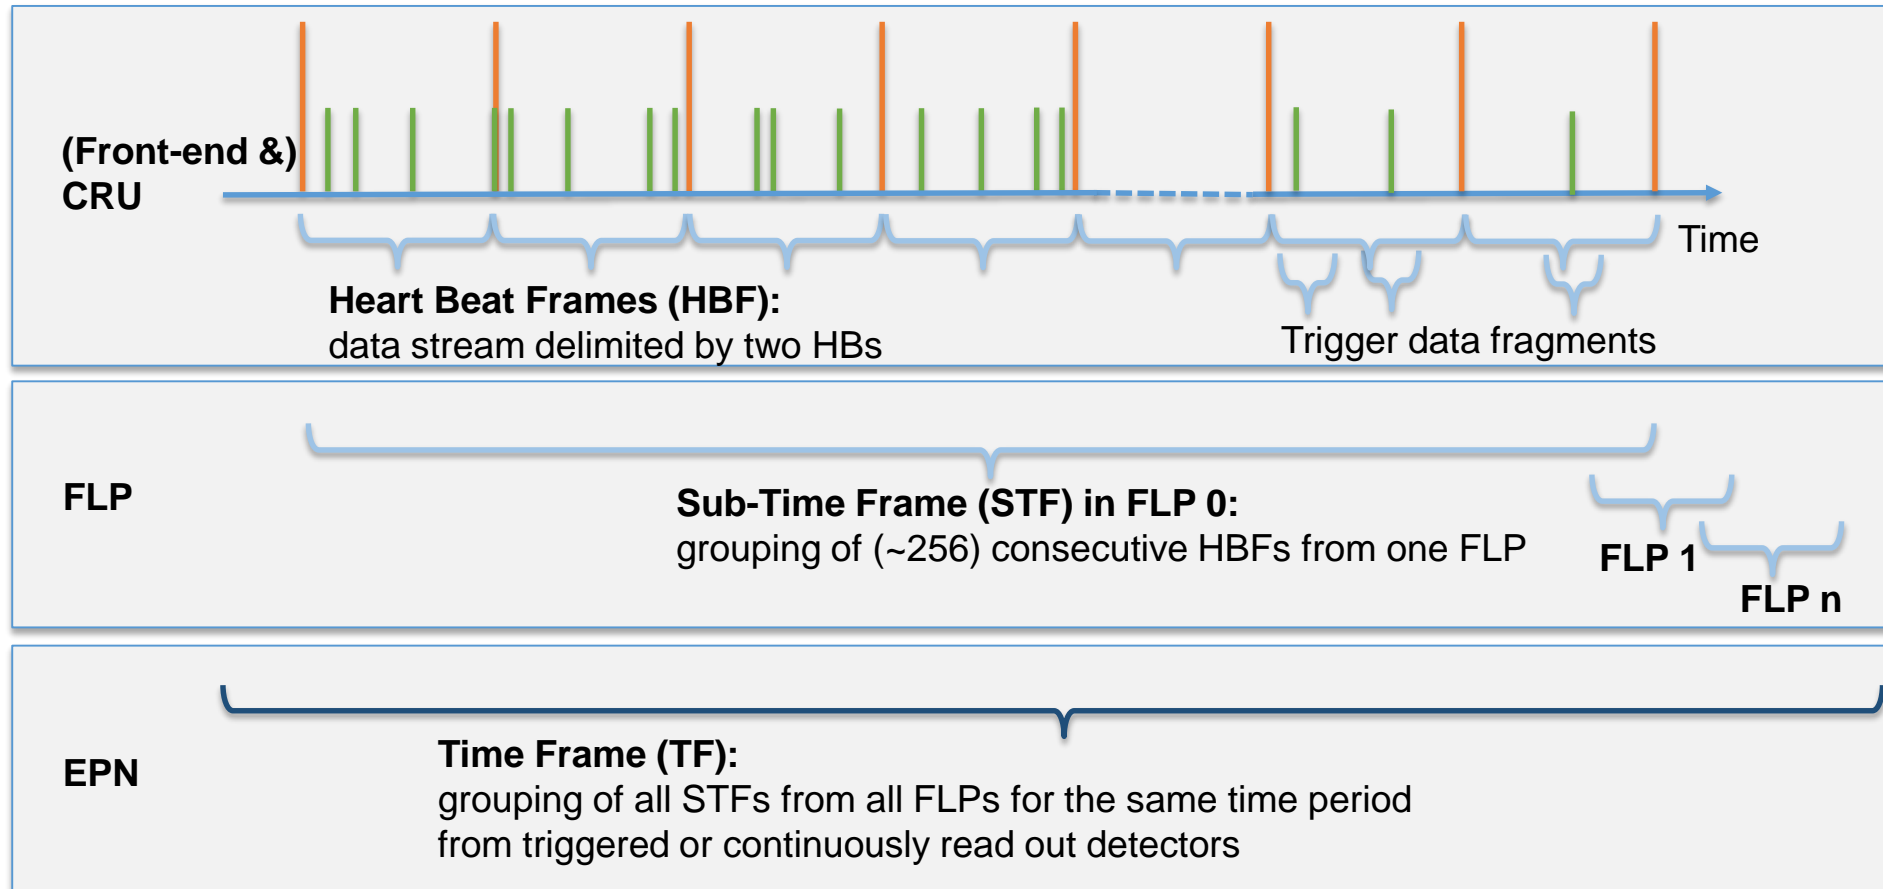 (Front-end &)
CRU
Time
Heart Beat Frames (HBF):
data stream delimited by two HBs
Trigger data fragments
FLP
Sub-Time Frame (STF) in FLP 0:
grouping of (~256) consecutive HBFs from one FLP
FLP 1
FLP n
EPN
Time Frame (TF):
grouping of all STFs from all FLPs for the same time period
from triggered or continuously read out detectors